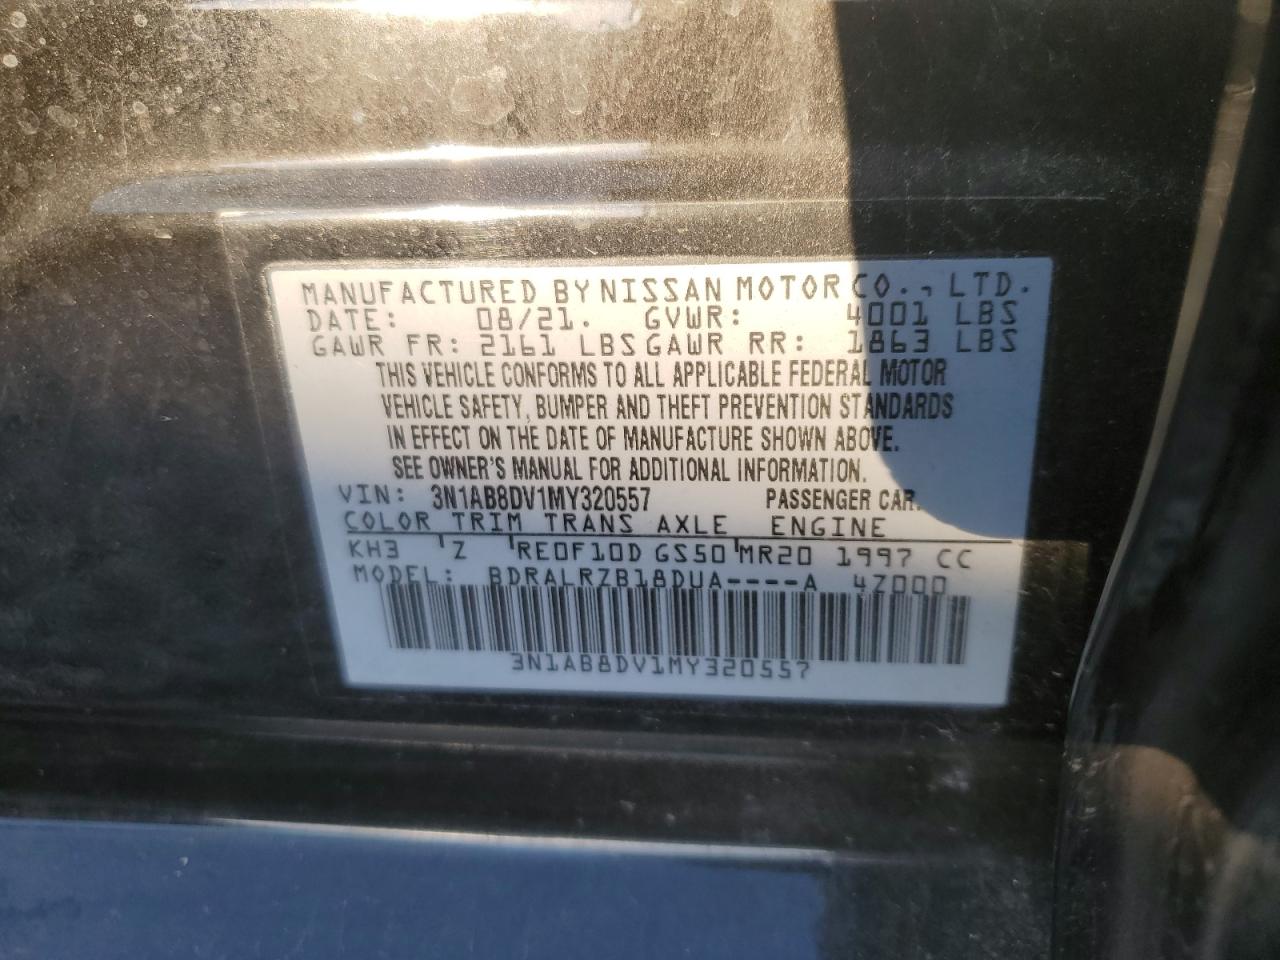 MANUFACTURED BY NISSAN MOTOR CO., LTD.
DATE: 08/21. GVWR: 4001 LBS
GAWR FR: 2161 LBS GAWR RR: 1863 LBS
THIS VEHICLE CONFORMS TO ALL APPLICABLE FEDERAL MOTOR
VEHICLE SAFETY, BUMPER AND THEFT PREVENTION STANDARDS
IN EFFECT ON THE DATE OF MANUFACTURE SHOWN ABOVE.
SEE OWNER'S MANUAL FOR ADDITIONAL INFORMATION.
VIN: 3N1AB8DV1MY320557 PASSENGER CAR.
COLOR TRIM TRANS AXLE ENGINE
KH3 Z RE0F10D GS50 MR20 1997 CC
MODEL: BDRALRZB18DUA----A 4Z000
3N1AB8DV1MY320557